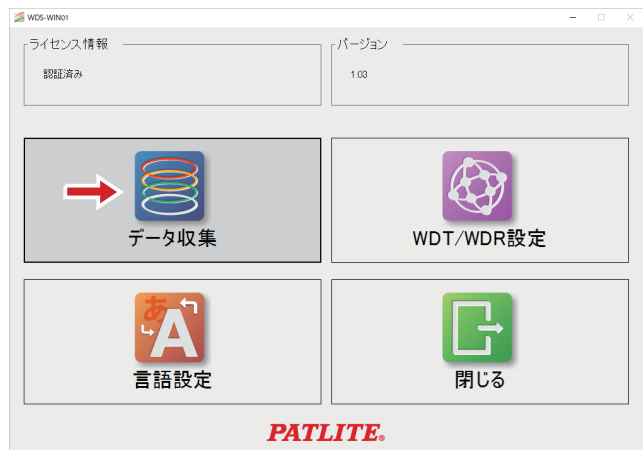 WDS-WIN01
ライセンス情報
認証済み
バージョン
1.03
データ収集
WDT/WDR設定
あ
A
言語設定
閉じる
PATLITE®